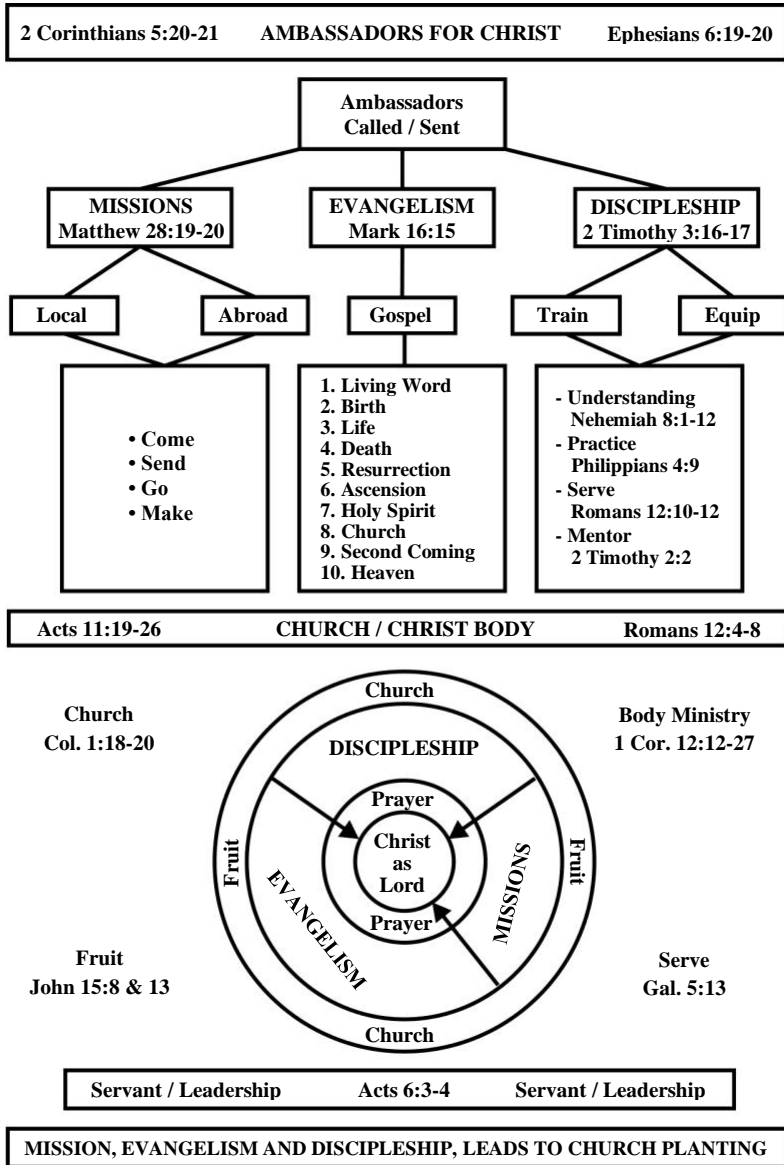 2 Corinthians 5:20-21 AMBASSADORS FOR CHRIST Ephesians 6:19-20
Ambassadors
Called / Sent
MISSIONS
Matthew 28:19-20
EVANGELISM
Mark 16:15
DISCIPLESHIP
2 Timothy 3:16-17
Local
Abroad
Gospel
Train
Equip
• Come
• Send
• Go
• Make
1. Living Word
2. Birth
3. Life
4. Death
5. Resurrection
6. Ascension
7. Holy Spirit
8. Church
9. Second Coming
10. Heaven
- Understanding
Nehemiah 8:1-12
- Practice
Philippians 4:9
- Serve
Romans 12:10-12
- Mentor
2 Timothy 2:2
Acts 11:19-26 CHURCH / CHRIST BODY Romans 12:4-8
Church
Col. 1:18-20
Body Ministry
1 Cor. 12:12-27
Church
DISCIPLESHIP
Prayer
Christ
as
Lord
Prayer
Fruit
EVANGELISM
MISSIONS
Fruit
Church
Fruit
John 15:8 & 13
Serve
Gal. 5:13
Servant / Leadership Acts 6:3-4 Servant / Leadership
MISSION, EVANGELISM AND DISCIPLESHIP, LEADS TO CHURCH PLANTING